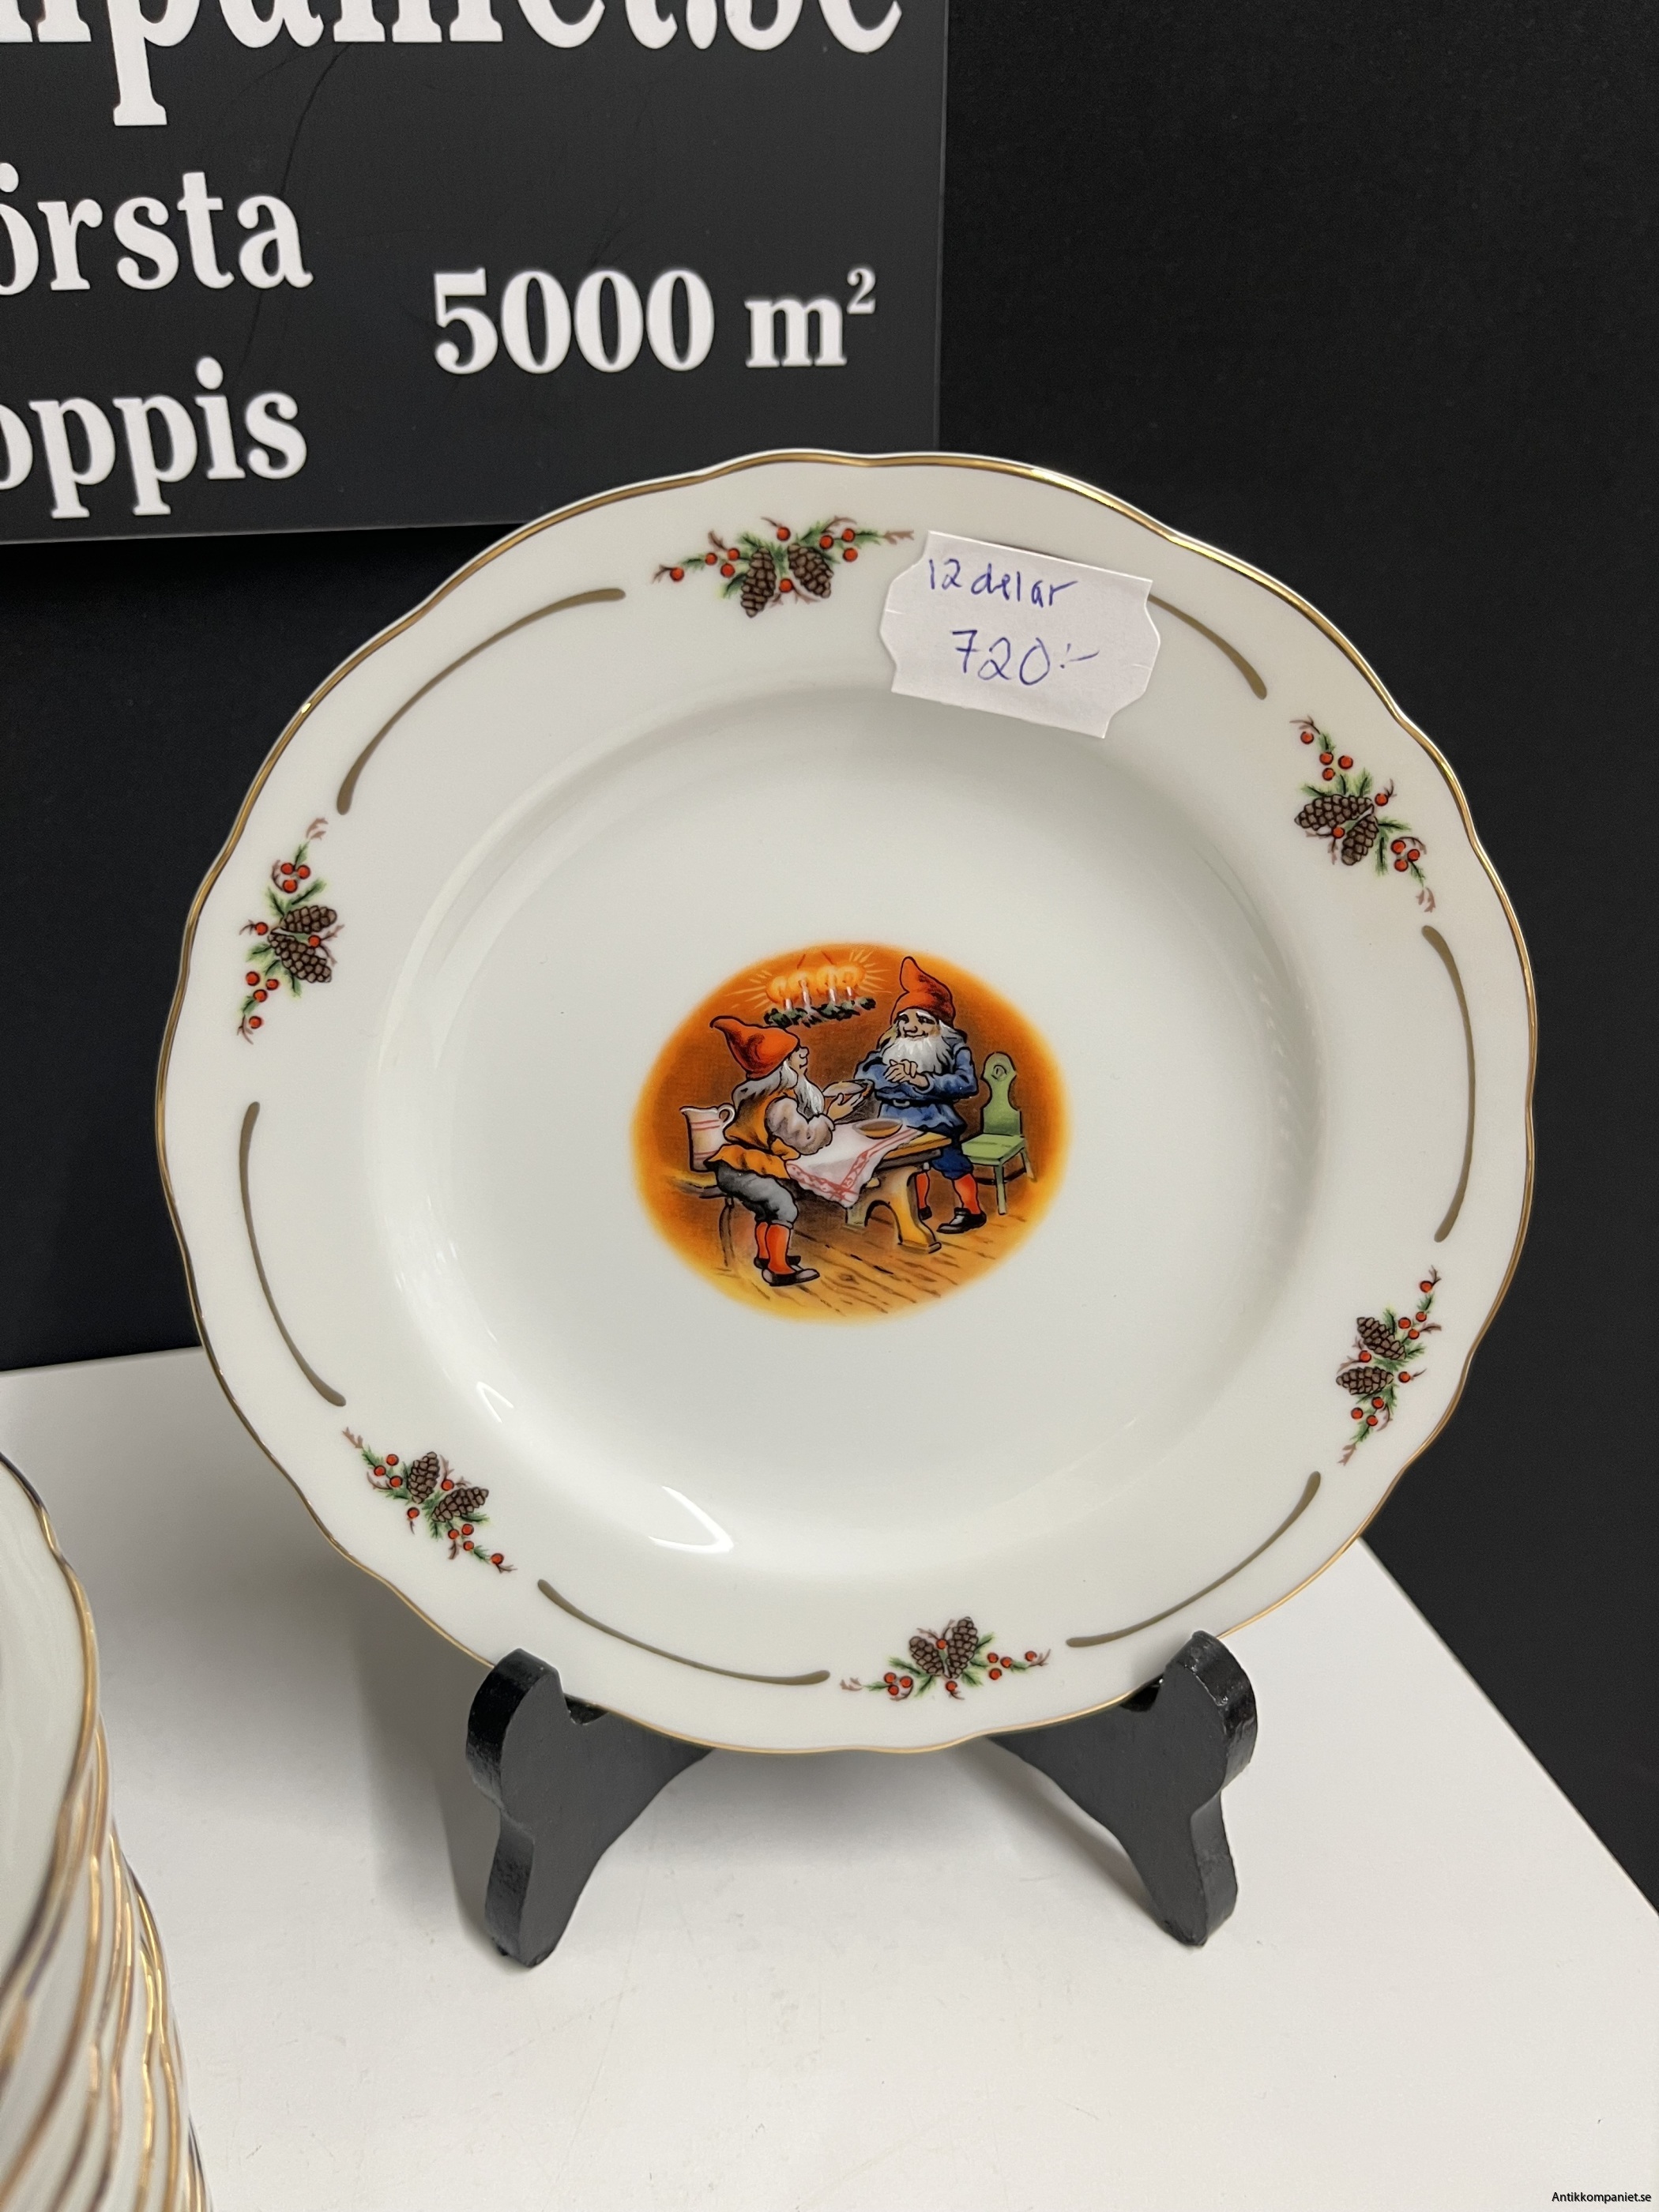 örsta
5000 m²
oppis
12 delar
720:-
Antikkompaniet.se